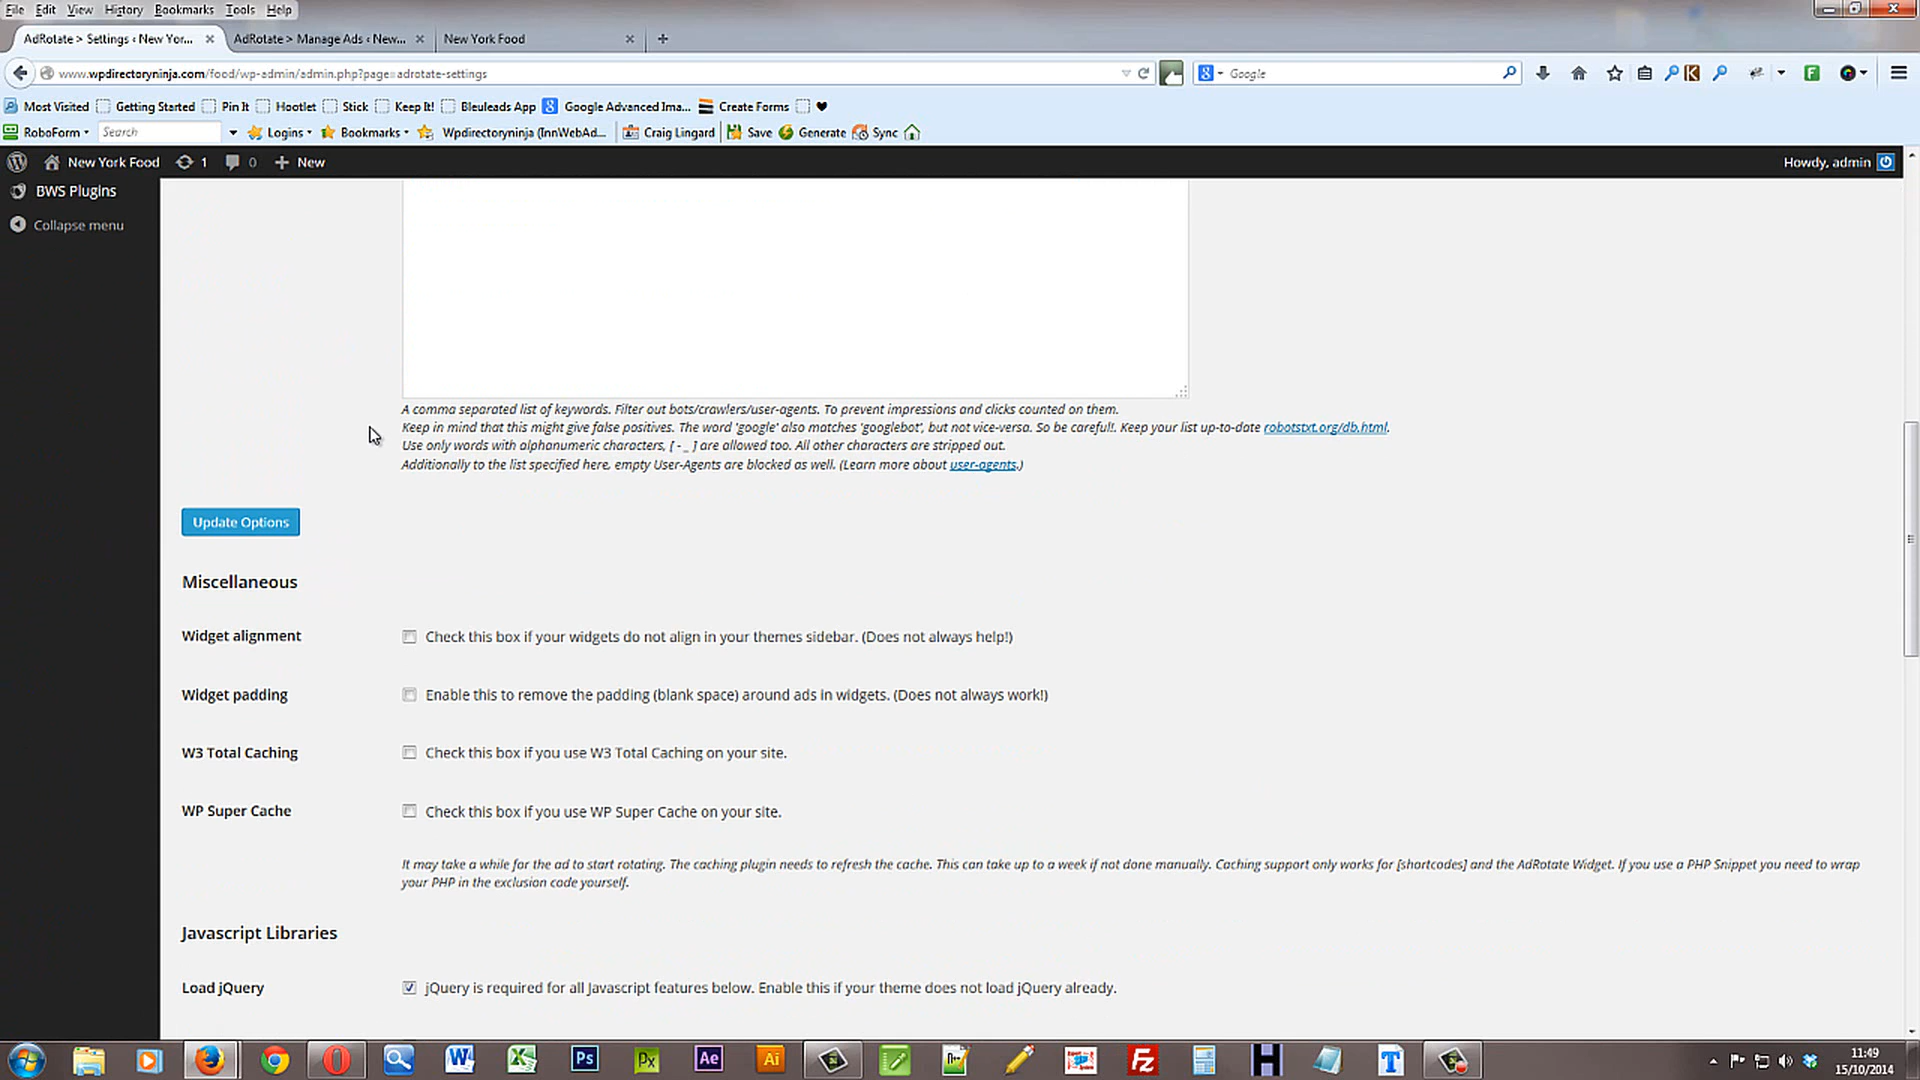 File Edit View History Bookmarks Tools Help
AdRotate > Settings ‹ New Yor... AdRotate > Manage Ads ‹ New... New York Food
www.wpdirectoryninja.com/food/wp-admin/admin.php?page=adrotate-settings Google
Most Visited Getting Started Pin It Hootlet Stick Keep It! Bleuleads App Google Advanced Ima... Create Forms
RoboForm Search Logins Bookmarks Wpdirectoryninja (InnWebAd... Craig Lingard Save Generate Sync
New York Food 1 0 New Howdy, admin
BWS Plugins
Collapse menu
A comma separated list of keywords. Filter out bots/crawlers/user-agents. To prevent impressions and clicks counted on them.
Keep in mind that this might give false positives. The word 'google' also matches 'googlebot', but not vice-versa. So be careful!. Keep your list up-to-date robotstxt.org/db.html.
Use only words with alphanumeric characters, [ - _ ] are allowed too. All other characters are stripped out.
Additionally to the list specified here, empty User-Agents are blocked as well. (Learn more about user-agents.)
Update Options
Miscellaneous
Widget alignment Check this box if your widgets do not align in your themes sidebar. (Does not always help!)
Widget padding Enable this to remove the padding (blank space) around ads in widgets. (Does not always work!)
W3 Total Caching Check this box if you use W3 Total Caching on your site.
WP Super Cache Check this box if you use WP Super Cache on your site.
It may take a while for the ad to start rotating. The caching plugin needs to refresh the cache. This can take up to a week if not done manually. Caching support only works for [shortcodes] and the AdRotate Widget. If you use a PHP Snippet you need to wrap
your PHP in the exclusion code yourself.
Javascript Libraries
Load jQuery jQuery is required for all Javascript features below. Enable this if your theme does not load jQuery already.
11:49
15/10/2014